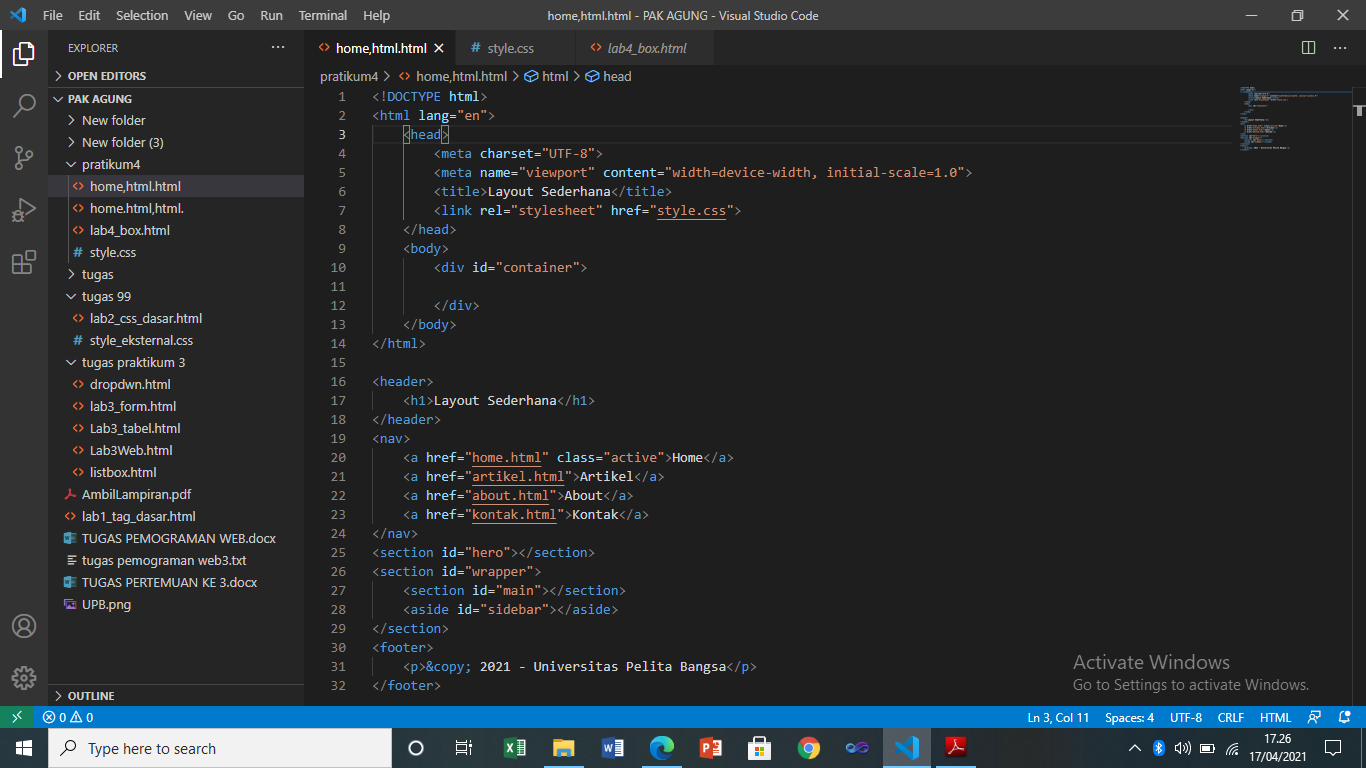 File Edit Selection View Go Run Terminal Help home,html.html - PAK AGUNG - Visual Studio Code
EXPLORER
OPEN EDITORS
PAK AGUNG
New folder
New folder (3)
pratikum4
home,html.html
home.html,html.
lab4_box.html
style.css
tugas
tugas 99
lab2_css_dasar.html
style_eksternal.css
tugas praktikum 3
dropdwn.html
lab3_form.html
Lab3_tabel.html
Lab3Web.html
listbox.html
AmbilLampiran.pdf
lab1_tag_dasar.html
TUGAS PEMOGRAMAN WEB.docx
tugas pemograman web3.txt
TUGAS PERTEMUAN KE 3.docx
UPB.png
OUTLINE
home,html.html style.css lab4_box.html
pratikum4 > home,html.html > html > head
1 <!DOCTYPE html>
2 <html lang="en">
3 <head>
4 <meta charset="UTF-8">
5 <meta name="viewport" content="width=device-width, initial-scale=1.0">
6 <title>Layout Sederhana</title>
7 <link rel="stylesheet" href="style.css">
8 </head>
9 <body>
10 <div id="container">
11
12 </div>
13 </body>
14 </html>
15
16 <header>
17 <h1>Layout Sederhana</h1>
18 </header>
19 <nav>
20 <a href="home.html" class="active">Home</a>
21 <a href="artikel.html">Artikel</a>
22 <a href="about.html">About</a>
23 <a href="kontak.html">Kontak</a>
24 </nav>
25 <section id="hero"></section>
26 <section id="wrapper">
27 <section id="main"></section>
28 <aside id="sidebar"></aside>
29 </section>
30 <footer>
31 <p>&copy; 2021 - Universitas Pelita Bangsa</p>
32 </footer>
Activate Windows
Go to Settings to activate Windows.
0 0 Ln 3, Col 11 Spaces: 4 UTF-8 CRLF HTML
Type here to search
17.26
17/04/2021